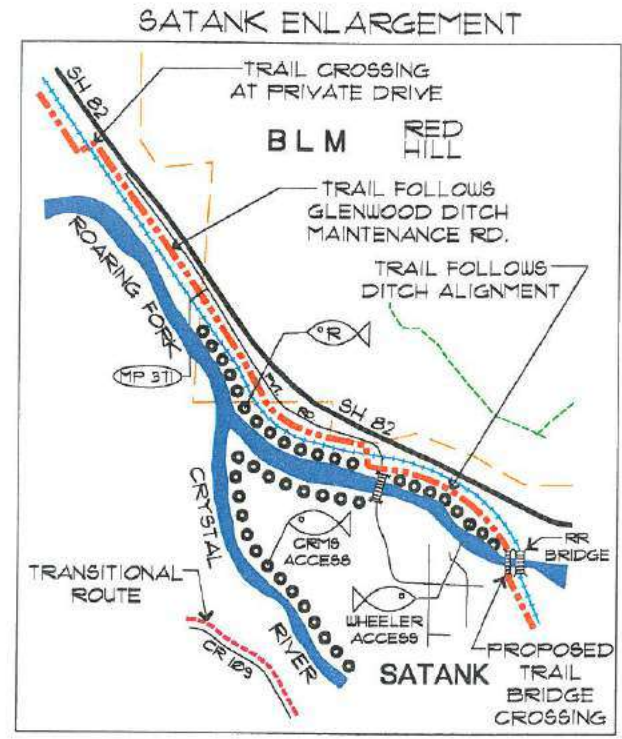 SATANK ENLARGEMENT
SH 82
TRAIL CROSSING
AT PRIVATE DRIVE
BLM
RED
HILL
TRAIL FOLLOWS
GLENWOOD DITCH
MAINTENANCE RD.
ROARING FORK
TRAIL FOLLOWS
DITCH ALIGNMENT
R
MP 371
PVT.
RD.
SH 82
CRYSTAL
RIVER
CRMS
ACCESS
RR
BRIDGE
TRANSITIONAL
ROUTE
WHEELER
ACCESS
CR 109
SATANK
PROPOSED
TRAIL
BRIDGE
CROSSING